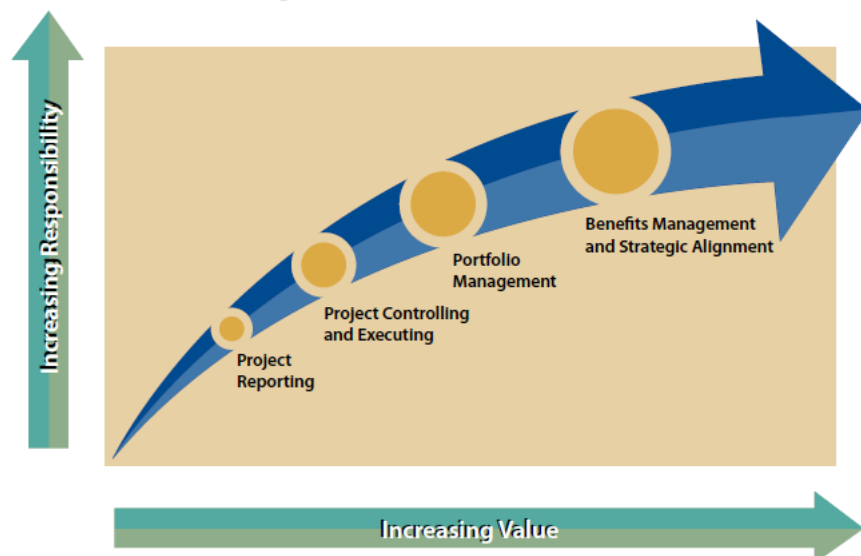 Increasing Responsibility
Benefits Management
and Strategic Alignment
Portfolio
Management
Project Controlling
and Executing
Project
Reporting
Increasing Value